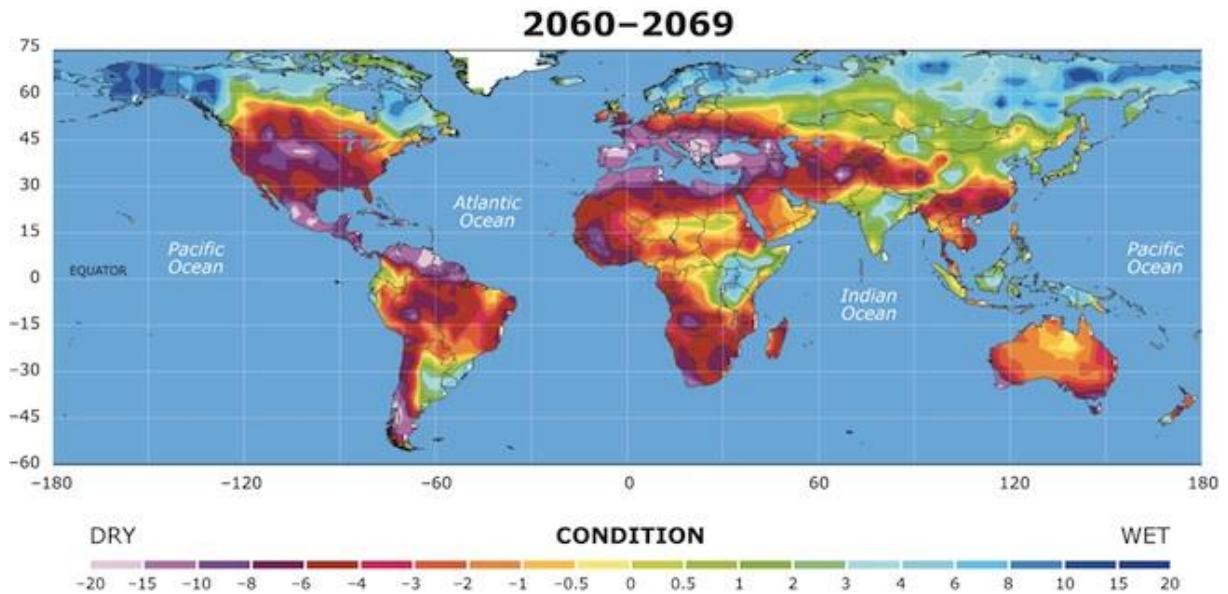 2060–2069
75
60
45
30
15
0
–15
–30
–45
–60
Atlantic
Ocean
Pacific
Ocean
EQUATOR
Pacific
Ocean
Indian
Ocean
–180 –120 –60 0 60 120 180
DRY CONDITION WET
–20 –15 –10 –8 –6 –4 –3 –2 –1 –0.5 0 0.5 1 2 3 4 6 8 10 15 20